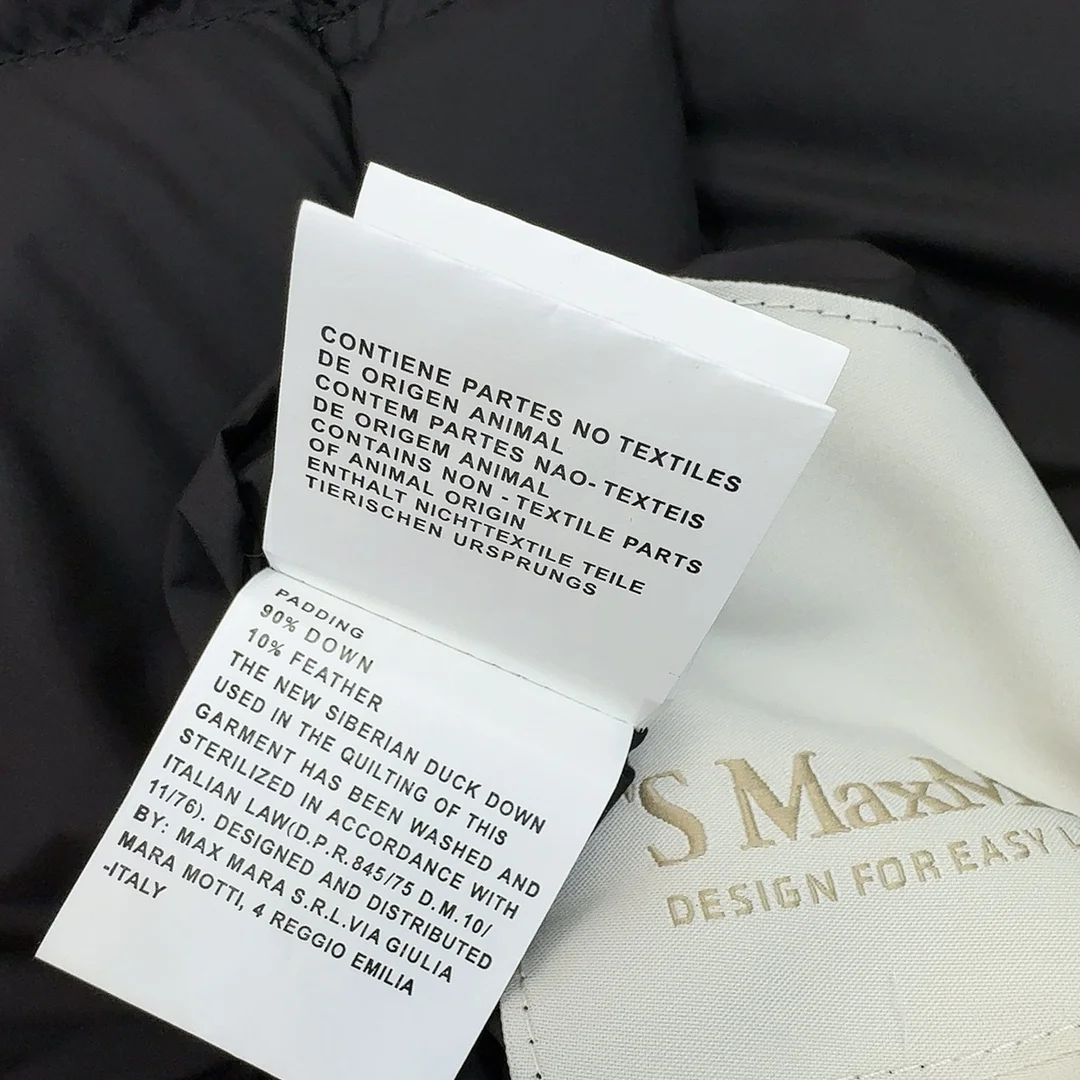 CONTIENE PARTES NO TEXTILES
DE ORIGEN ANIMAL
CONTEM PARTES NAO-TEXTEIS
DE ORIGEM ANIMAL
CONTAINS NON-TEXTILE PARTS
OF ANIMAL ORIGIN
ENTHALT NICHTTEXTILE TEILE
TIERISCHEN URSPRUNGS
PADDING
90% DOWN
10% FEATHER
THE NEW SIBERIAN DUCK DOWN
USED IN THE QUILTING OF THIS
GARMENT HAS BEEN WASHED AND
STERILIZED IN ACCORDANCE WITH
ITALIAN LAW(D.P.R.845/75 D.M.10/
11/76). DESIGNED AND DISTRIBUTED
BY: MAX MARA S.R.L.VIA GIULIA
MARA MOTTI, 4 REGGIO EMILIA
-ITALY
'S MaxM
DESIGN FOR EASY